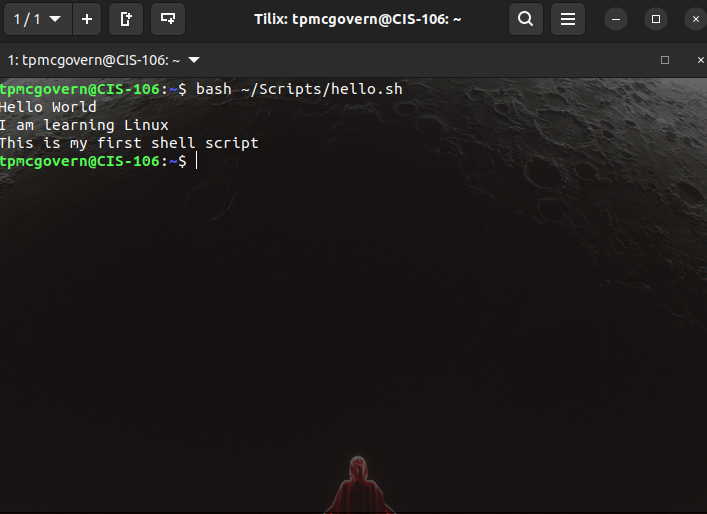 1 / 1
Tilix: tpmcgovern@CIS-106: ~
1: tpmcgovern@CIS-106: ~
tpmcgovern@CIS-106:~$ bash ~/Scripts/hello.sh
Hello World
I am learning Linux
This is my first shell script
tpmcgovern@CIS-106:~$